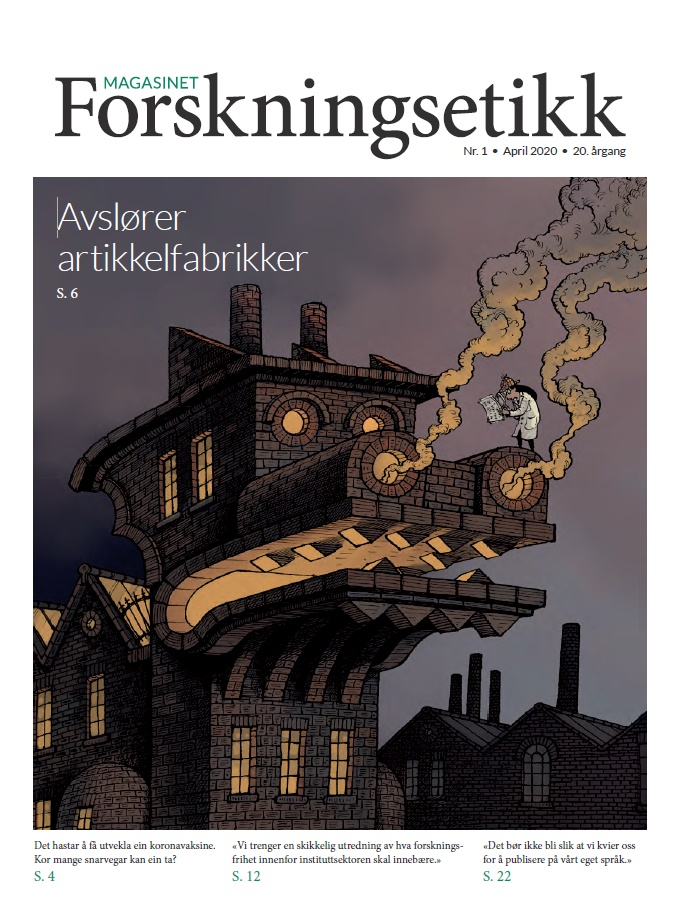 MAGASINET
Forskningsetikk
Nr. 1 • April 2020 • 20. årgang
Avslører
artikkelfabrikker
S. 6
Det hastar å få utvekla ein koronavaksine.
Kor mange snarvegar kan ein ta?
S. 4
«Vi trenger en skikkelig utredning av hva forsknings-
frihet innenfor instituttsektoren skal innebære.»
S. 12
«Det bør ikke bli slik at vi kvier oss
for å publisere på vårt eget språk.»
S. 22